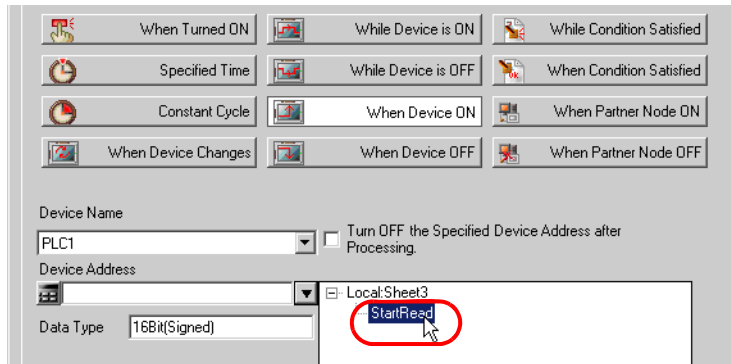 When Turned ON
While Device is ON
While Condition Satisfied
Specified Time
While Device is OFF
When Condition Satisfied
Constant Cycle
When Device ON
When Partner Node ON
When Device Changes
When Device OFF
When Partner Node OFF
Device Name
PLC1
Turn OFF the Specified Device Address after
Processing.
Device Address
Local:Sheet3
StartRead
Data Type
16Bit(Signed)